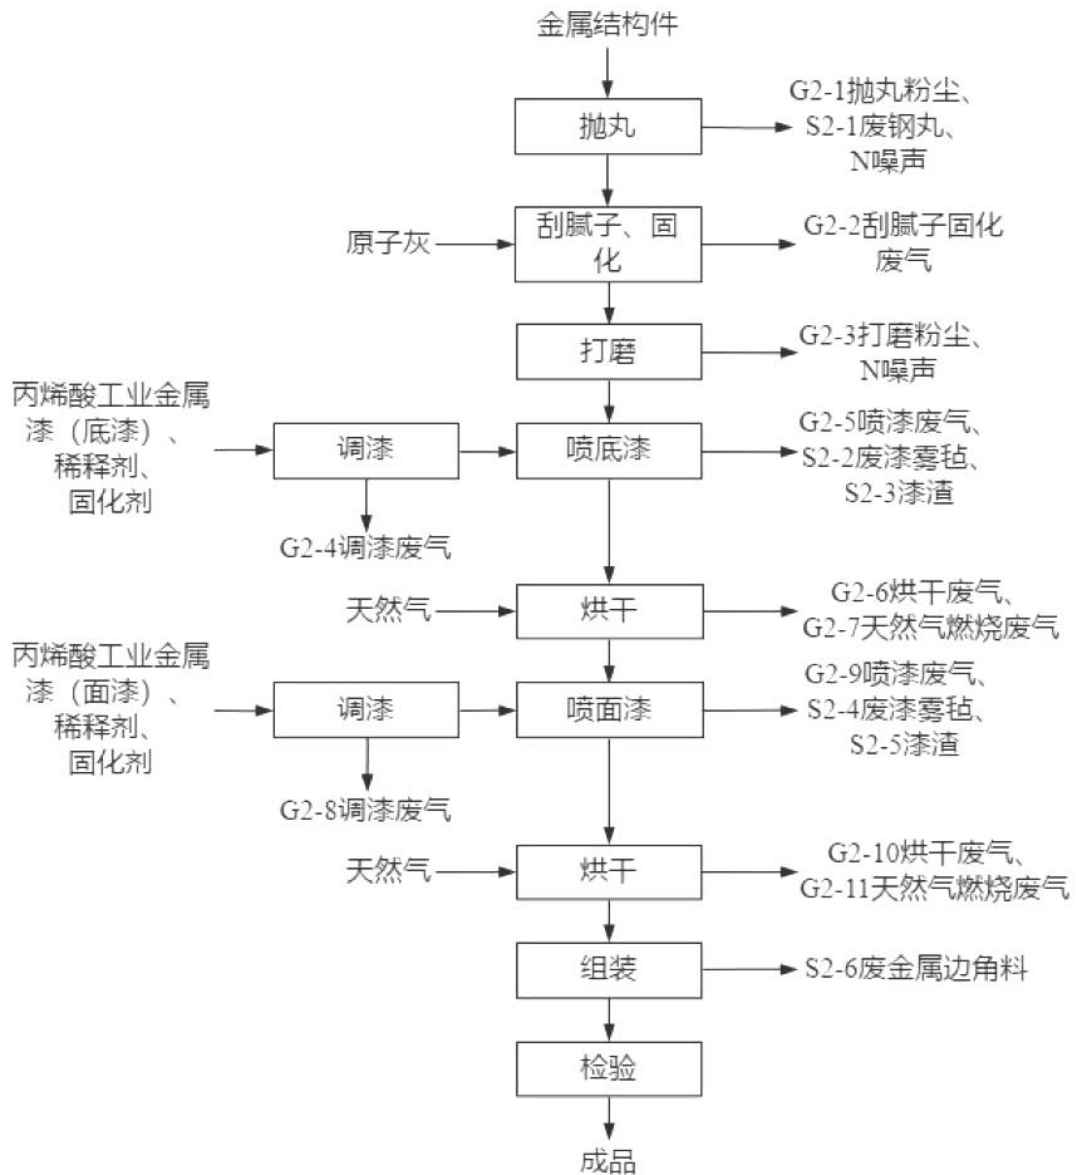 金属结构件
抛丸
G2-1抛丸粉尘、
S2-1废钢丸、
N噪声
原子灰
刮腻子、固
化
G2-2刮腻子固化
废气
打磨
G2-3打磨粉尘、
N噪声
丙烯酸工业金属
漆（底漆）、
稀释剂、
固化剂
调漆
喷底漆
G2-5喷漆废气、
S2-2废漆雾毡、
S2-3漆渣
G2-4调漆废气
天然气
烘干
G2-6烘干废气、
G2-7天然气燃烧废气
丙烯酸工业金属
漆（面漆）、
稀释剂、
固化剂
调漆
喷面漆
G2-9喷漆废气、
S2-4废漆雾毡、
S2-5漆渣
G2-8调漆废气
天然气
烘干
G2-10烘干废气、
G2-11天然气燃烧废气
组装
S2-6废金属边角料
检验
成品